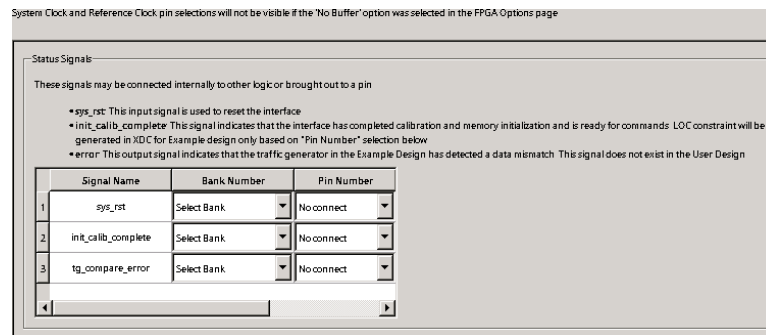 System Clock and Reference Clock pin selections will not be visible if the 'No Buffer' option was selected in the FPGA Options page
Status Signals
These signals may be connected internally to other logic or brought out to a pin
• sys_rst This input signal is used to reset the interface
• init_calib_complete This signal indicates that the interface has completed calibration and memory initialization and is ready for commands LOC constraint will be
generated in XDC for Example design only based on "Pin Number" selection below
• error This output signal indicates that the traffic generator in the Example Design has detected a data mismatch This signal does not exist in the User Design
Signal Name Bank Number Pin Number
1 sys_rst Select Bank No connect
2 init_calib_complete Select Bank No connect
3 tg_compare_error Select Bank No connect